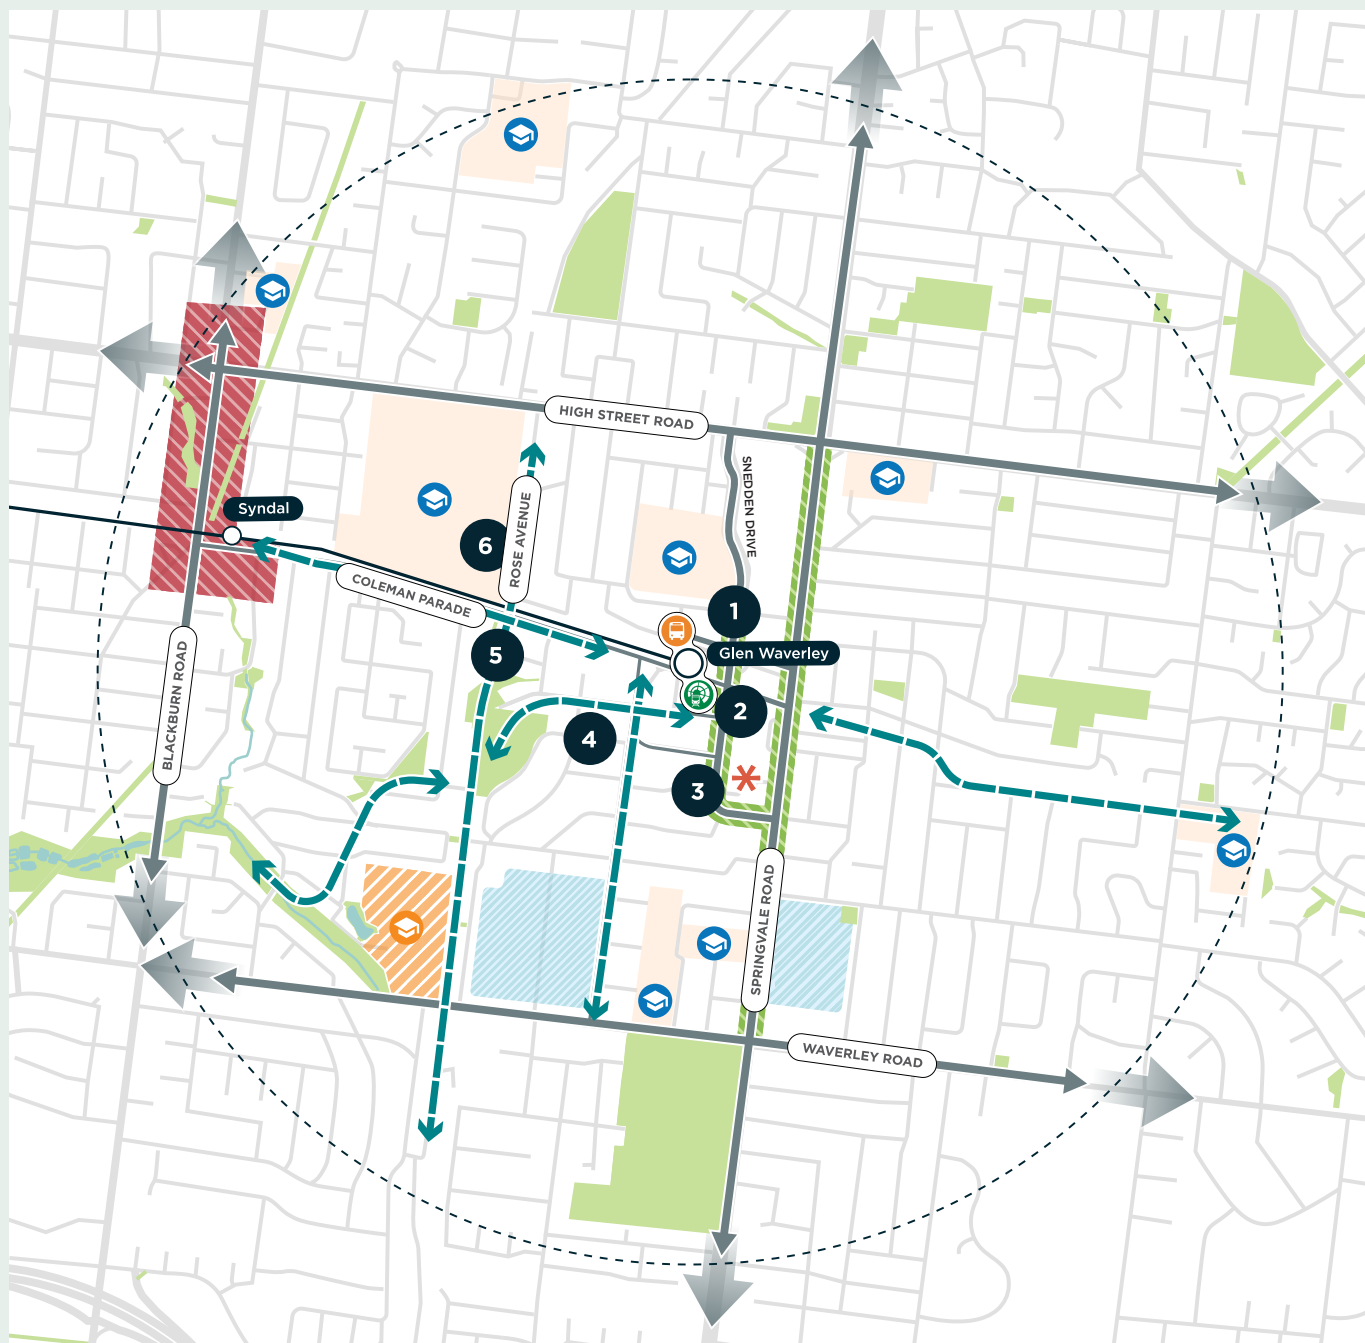 HIGH STREET ROAD
SNEDDEN DRIVE
Syndal
ROSE AVENUE
6
COLEMAN PARADE
1
5
Glen Waverley
BLACKBURN ROAD
2
4
3
SPRINGVALE ROAD
WAVERLEY ROAD